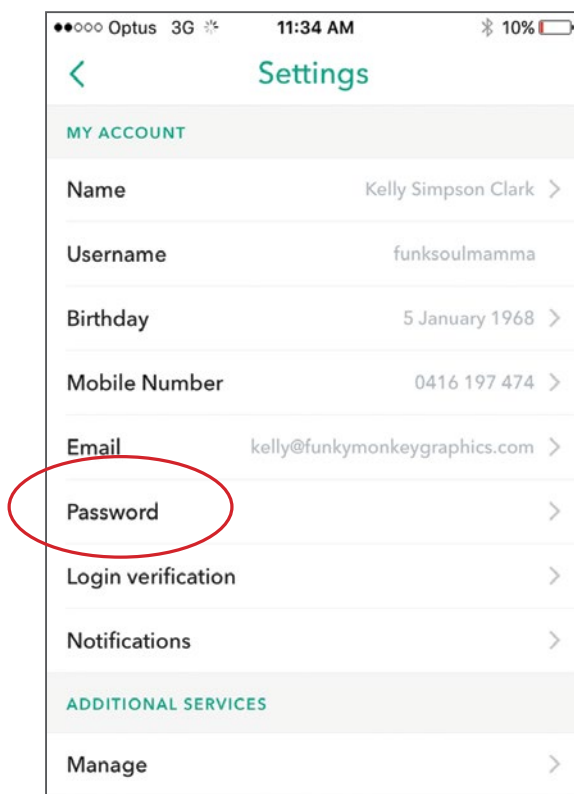 Optus 3G 11:34 AM 10%
Settings
MY ACCOUNT
Name Kelly Simpson Clark
Username funksoulmamma
Birthday 5 January 1968
Mobile Number 0416 197 474
Email kelly@funkymonkeygraphics.com
Password
Login verification
Notifications
ADDITIONAL SERVICES
Manage